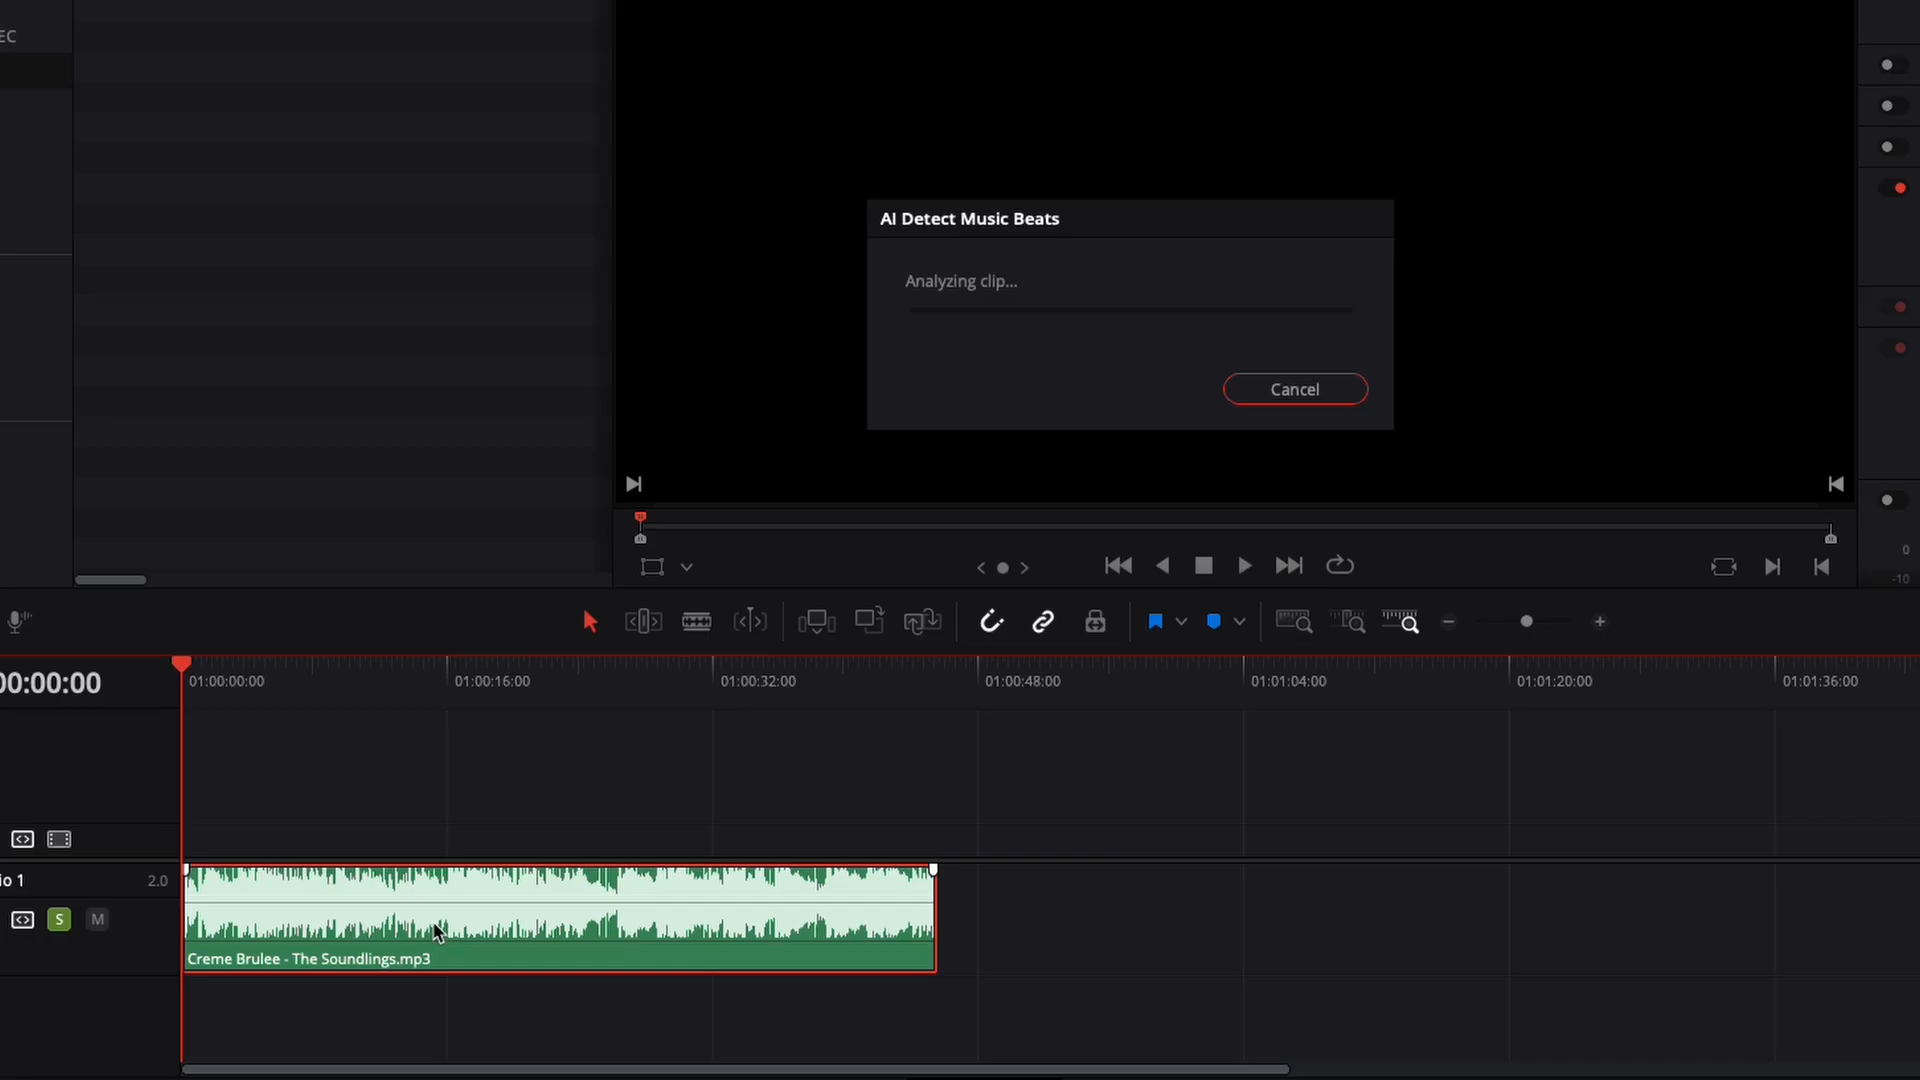 EC
AI Detect Music Beats
Analyzing clip...
Cancel
0
-10
00:00:00
01:00:00:00
01:00:16:00
01:00:32:00
01:00:48:00
01:01:04:00
01:01:20:00
01:01:36:00
io 1
2.0
S
M
Creme Brulee - The Soundlings.mp3